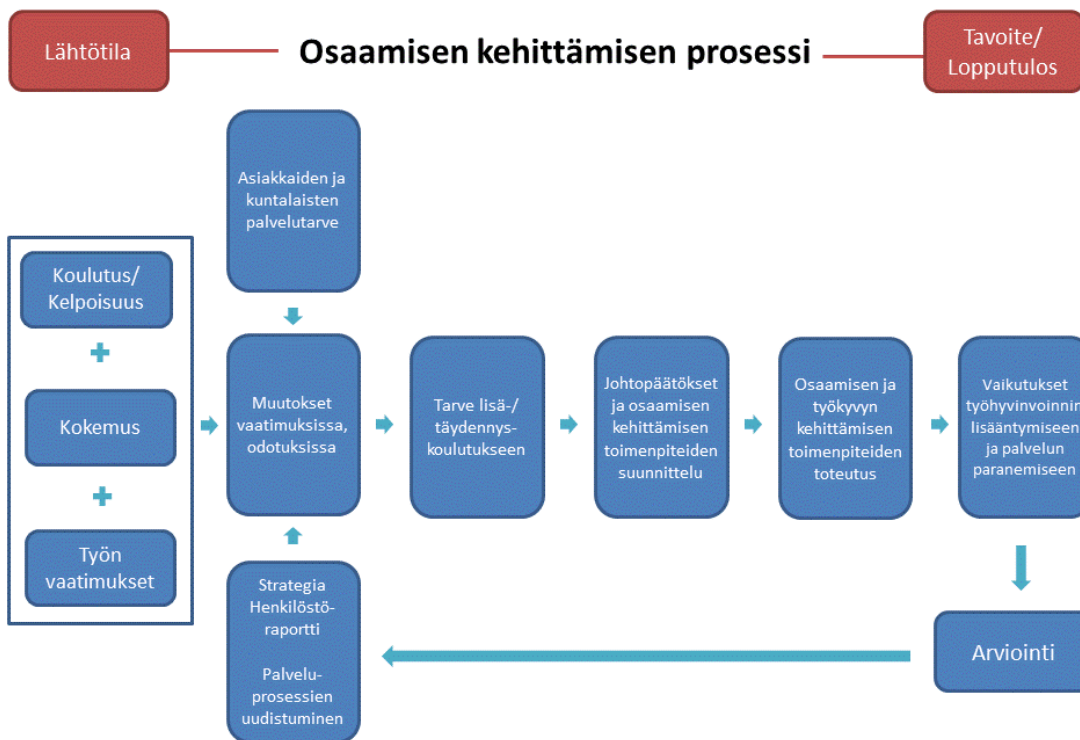 Lähtötila
Osaamisen kehittämisen prosessi
Tavoite/
Lopputulos
Asiakkaiden ja
kuntalaisten
palvelutarve
Koulutus/
Kelpoisuus
Kokemus
Työn
vaatimukset
Muutokset
vaatimuksissa,
odotuksissa
Tarve lisä-/
täydennys-
koulutukseen
Johtopäätökset
ja osaamisen
kehittämisen
toimenpiteiden
suunnittelu
Osaamisen ja
työkyvyn
kehittämisen
toimenpiteiden
toteutus
Vaikutukset
työhyvinvoinnin
lisääntymiseen
ja palvelun
paranemiseen
Strategia
Henkilöstö-
raportti
Palvelu-
prosessien
uudistuminen
Arviointi